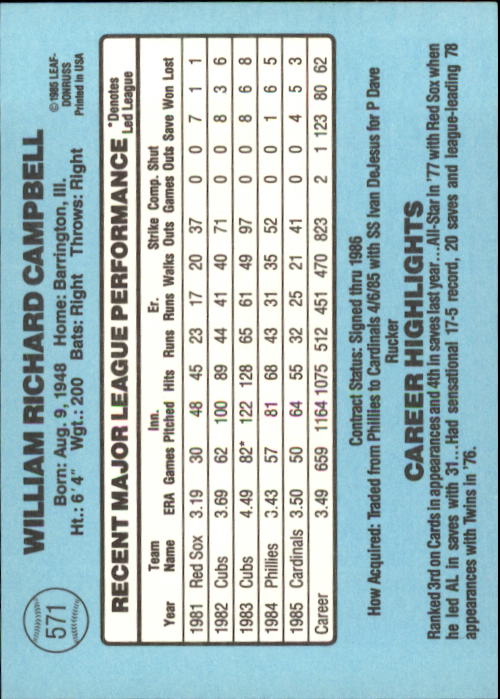 571
WILLIAM RICHARD CAMPBELL
© 1985 LEAF-
DONRUSS
Printed in USA
Born: Aug. 9, 1948 Home: Barrington, Ill.
Ht.: 6'4" Wgt.: 200 Bats: Right Throws: Right
RECENT MAJOR LEAGUE PERFORMANCE *Denotes
Led League
Team Inn. Er. Strike Comp. Shut
Year Name ERA Games Pitched Hits Runs Runs Walks Outs Games Outs Save Won Lost
1981 Red Sox 3.19 30 48 45 23 17 20 37 0 0 7 1 1
1982 Cubs 3.69 62 100 89 44 41 40 71 0 0 8 3 6
1983 Cubs 4.49 82* 122 128 65 61 49 97 0 0 8 6 8
1984 Phillies 3.43 57 81 68 43 31 35 52 0 0 1 6 5
1985 Cardinals 3.50 50 64 55 32 25 21 41 0 0 4 5 3
Career 3.49 659 1164 1075 512 451 470 823 2 1 123 80 62
Contract Status: Signed thru 1986
How Acquired: Traded from Phillies to Cardinals 4/6/85 with SS Ivan DeJesus for P Dave
Rucker
CAREER HIGHLIGHTS
Ranked 3rd on Cards in appearances and 4th in saves last year...All-Star in '77 with Red Sox when
he led AL in saves with 31...Had sensational 17-5 record, 20 saves and league-leading 78
appearances with Twins in '76.